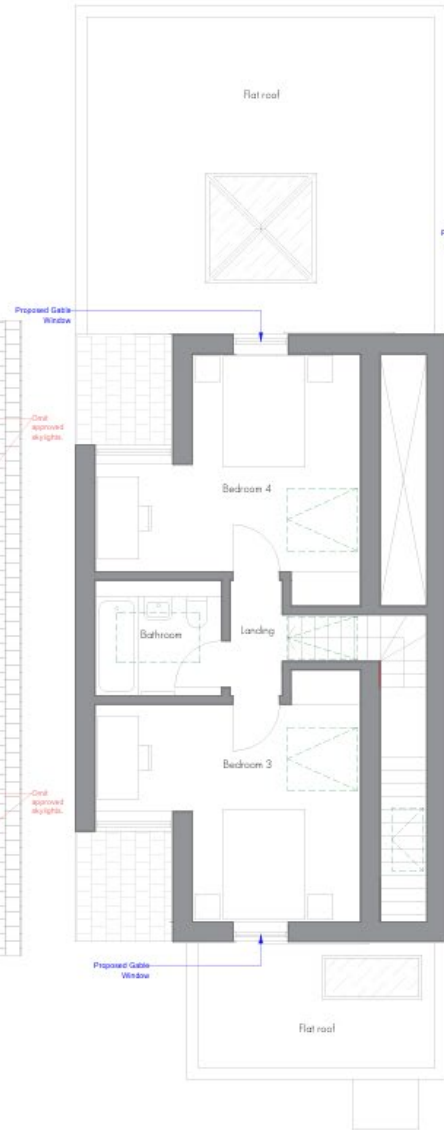 Flat roof
Proposed Gable
Window
Omit
approved
skylights.
Bedroom 4
Bathroom
Landing
Bedroom 3
Omit
approved
skylights.
Proposed Gable
Window
Flat roof